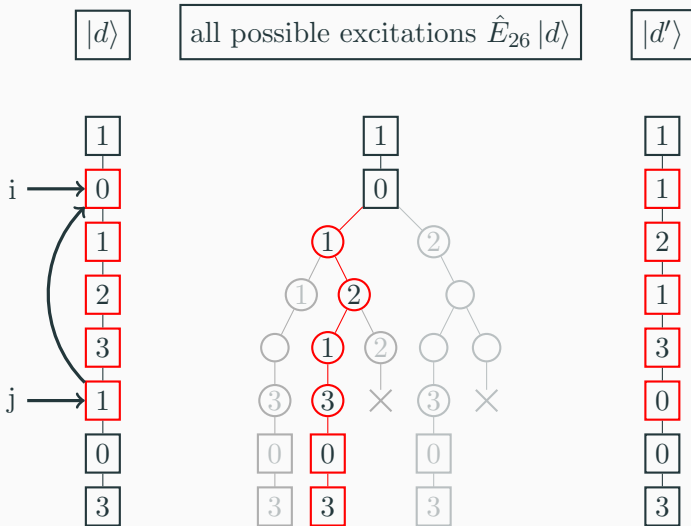 |d⟩ all possible excitations Ê₂₆ |d⟩ |d′⟩
1 1 1
i 0 0 1
1 1 2 2
2 1 2 1
3 1 2 3
j 1 3 3 3 0
0 0 0 0 0
3 3 3 3 3